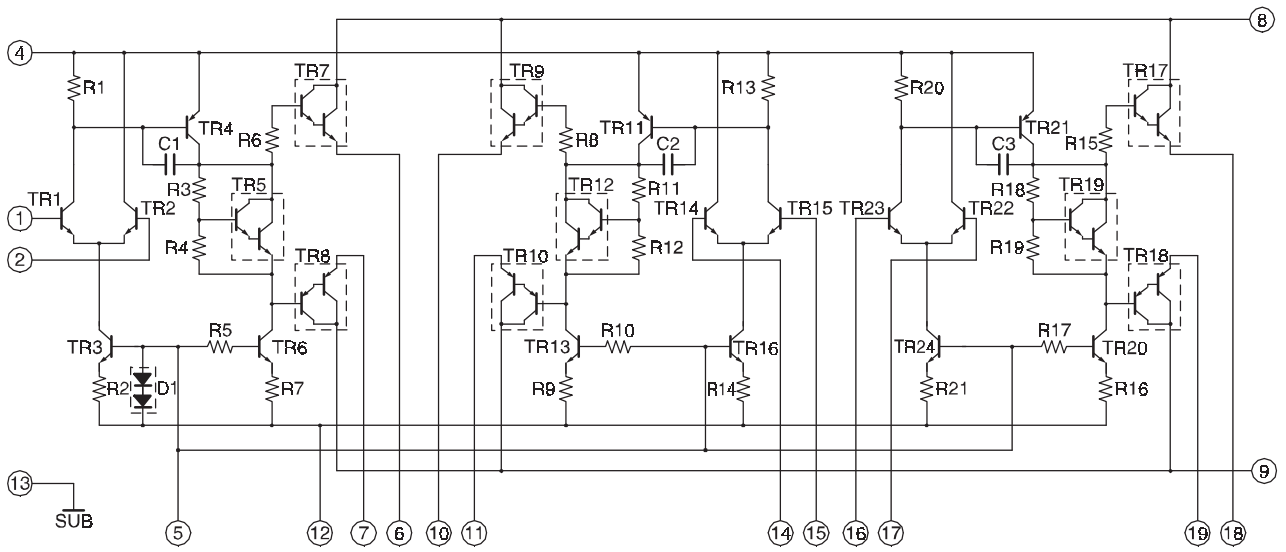 8
4
TR7 TR9 TR17
R1 R13 R20
TR4 R6 R8 TR11 TR21 R15
C1 C2 C3
R3 TR5 TR12 R11 R18 TR19
TR1 TR2 TR14 TR15 TR23 TR22
1
R4 R12 R19
2 TR8 TR10 TR18
R5 R10 R17
TR3 TR6 TR13 TR16 TR24 TR20
R2 D1 R7 R9 R14 R21 R16
13 9
SUB
5 12 7 6 10 11 14 15 16 17 19 18